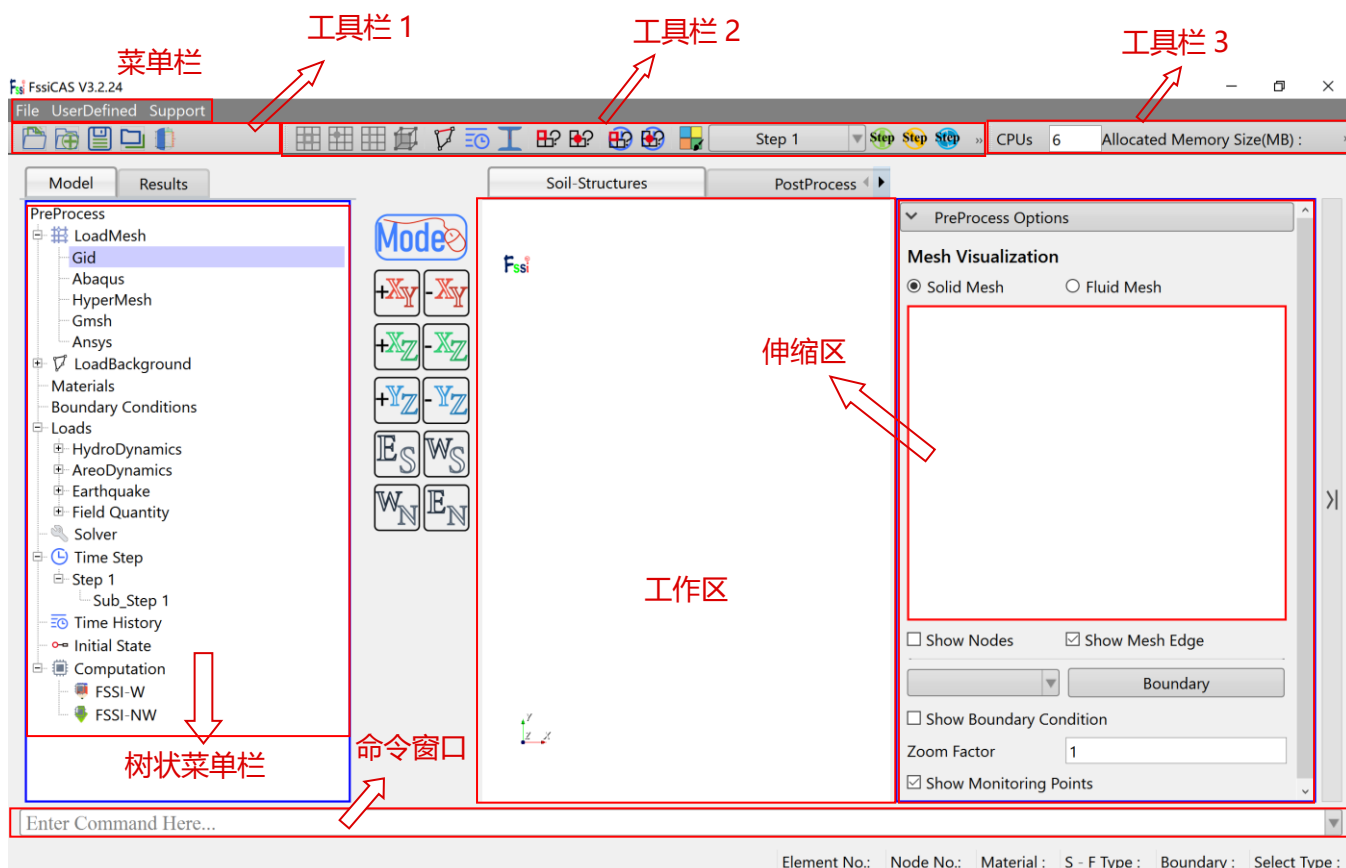 工具栏 1
工具栏 2
工具栏 3
菜单栏
Fssi FssiCAS V3.2.24
File UserDefined Support
Step 1
Step Step Step
CPUs 6 Allocated Memory Size(MB) :
Model Results
Soil-Structures PostProcess
PreProcess
LoadMesh
Gid
Abaqus
HyperMesh
Gmsh
Ansys
LoadBackground
Materials
Boundary Conditions
Loads
HydroDynamics
AreoDynamics
Earthquake
Field Quantity
Solver
Time Step
Step 1
Sub_Step 1
Time History
Initial State
Computation
FSSI-W
FSSI-NW
树状菜单栏
Mode
+XY -XY
+XZ -XZ
+YZ -YZ
ES WS
WN EN
命令窗口
Fssi
工作区
Y
Z X
PreProcess Options
Mesh Visualization
Solid Mesh Fluid Mesh
伸缩区
Show Nodes Show Mesh Edge
Boundary
Show Boundary Condition
Zoom Factor 1
Show Monitoring Points
Enter Command Here...
Element No.: Node No.: Material : S - F Type : Boundary : Select Type :